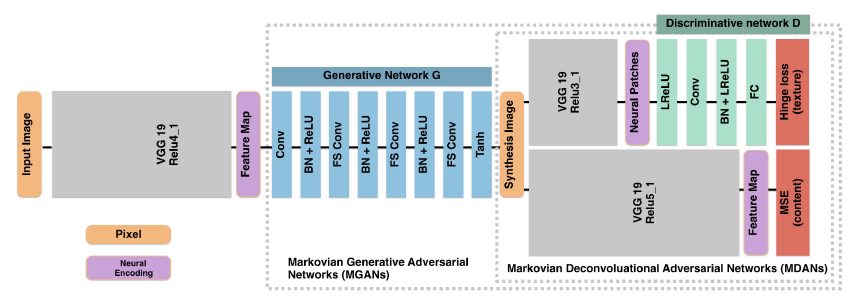 Discriminative network D
Generative Network G
Input Image
VGG 19
Relu4_1
Feature Map
Conv
BN + ReLU
FS Conv
BN + ReLU
FS Conv
BN + ReLU
FS Conv
Tanh
Synthesis Image
VGG 19
Relu3_1
Neural Patches
LReLU
Conv
BN + LReLU
FC
Hinge loss
(texture)
VGG 19
Relu5_1
Feature Map
MSE
(content)
Pixel
Neural
Encoding
Markovian Generative Adversarial
Networks (MGANs)
Markovian Deconvoluational Adversarial Networks (MDANs)